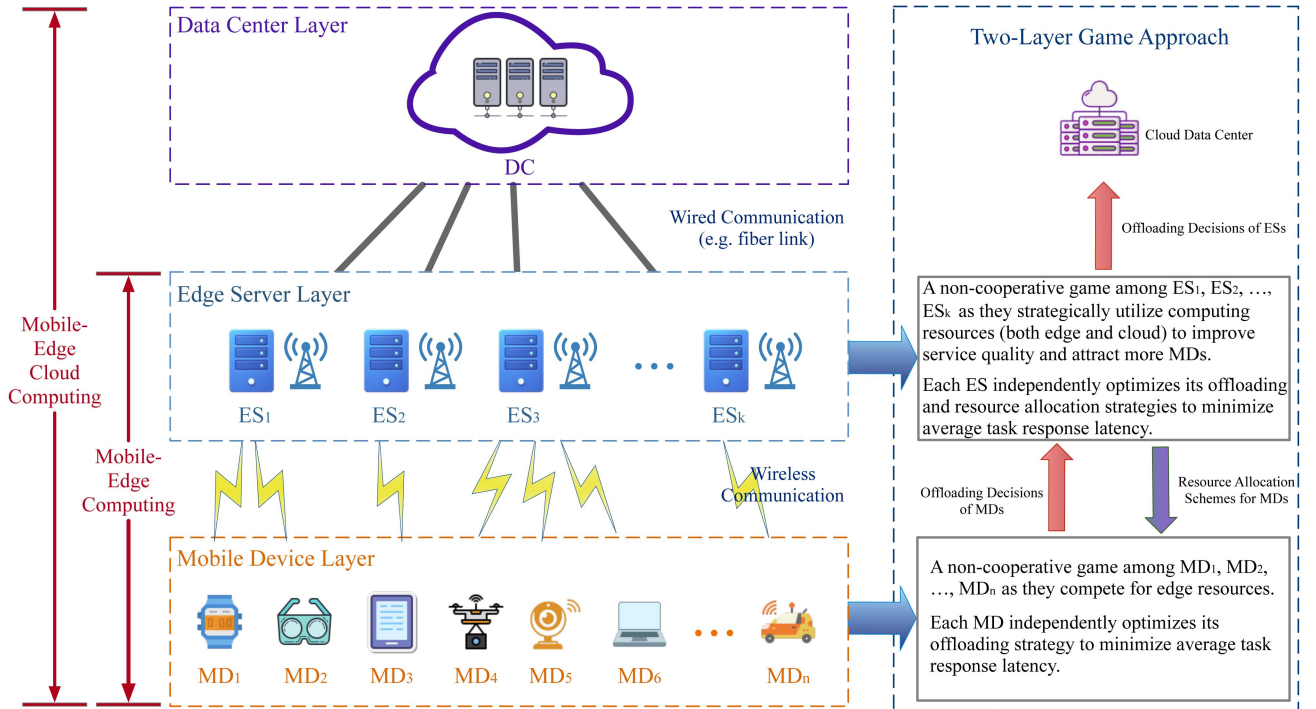 Data Center Layer
DC
Wired Communication
(e.g. fiber link)
Mobile-
Edge
Cloud
Computing
Mobile-
Edge
Computing
Edge Server Layer
ES₁
ES₂
ES₃
...
ESₖ
Wireless
Communication
Mobile Device Layer
MD₁
MD₂
MD₃
MD₄
MD₅
MD₆
...
MDₙ
Two-Layer Game Approach
Cloud Data Center
Offloading Decisions of ESs
A non-cooperative game among ES₁, ES₂, …,
ESₖ as they strategically utilize computing
resources (both edge and cloud) to improve
service quality and attract more MDs.
Each ES independently optimizes its offloading
and resource allocation strategies to minimize
average task response latency.
Offloading Decisions
of MDs
Resource Allocation
Schemes for MDs
A non-cooperative game among MD₁, MD₂,
…, MDₙ as they compete for edge resources.
Each MD independently optimizes its
offloading strategy to minimize average task
response latency.